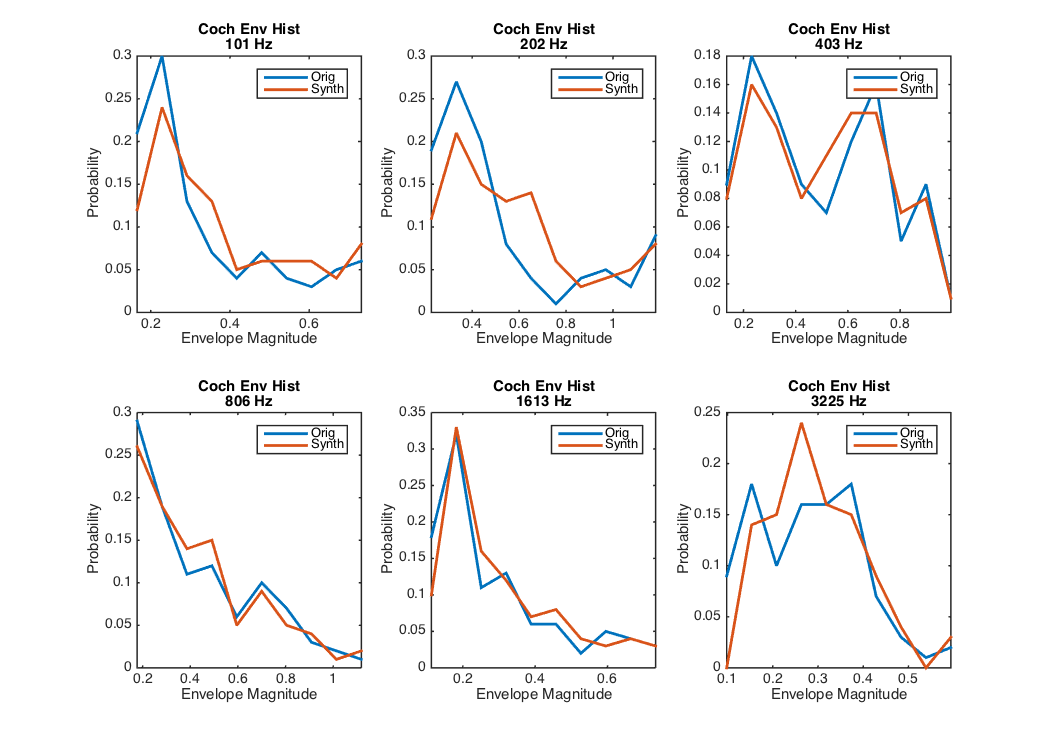 Coch Env Hist
101 Hz
0.3
0.25
0.2
0.15
0.1
0.05
0
0.2
0.4
0.6
Probability
Envelope Magnitude
Orig
Synth
Coch Env Hist
202 Hz
0.3
0.25
0.2
0.15
0.1
0.05
0
0.4
0.6
0.8
1
Probability
Envelope Magnitude
Orig
Synth
Coch Env Hist
403 Hz
0.18
0.16
0.14
0.12
0.1
0.08
0.06
0.04
0.02
0
0.2
0.4
0.6
0.8
Probability
Envelope Magnitude
Orig
Synth
Coch Env Hist
806 Hz
0.3
0.25
0.2
0.15
0.1
0.05
0
0.2
0.4
0.6
0.8
1
Probability
Envelope Magnitude
Orig
Synth
Coch Env Hist
1613 Hz
0.35
0.3
0.25
0.2
0.15
0.1
0.05
0
0.2
0.4
0.6
Probability
Envelope Magnitude
Orig
Synth
Coch Env Hist
3225 Hz
0.25
0.2
0.15
0.1
0.05
0
0.1
0.2
0.3
0.4
0.5
Probability
Envelope Magnitude
Orig
Synth